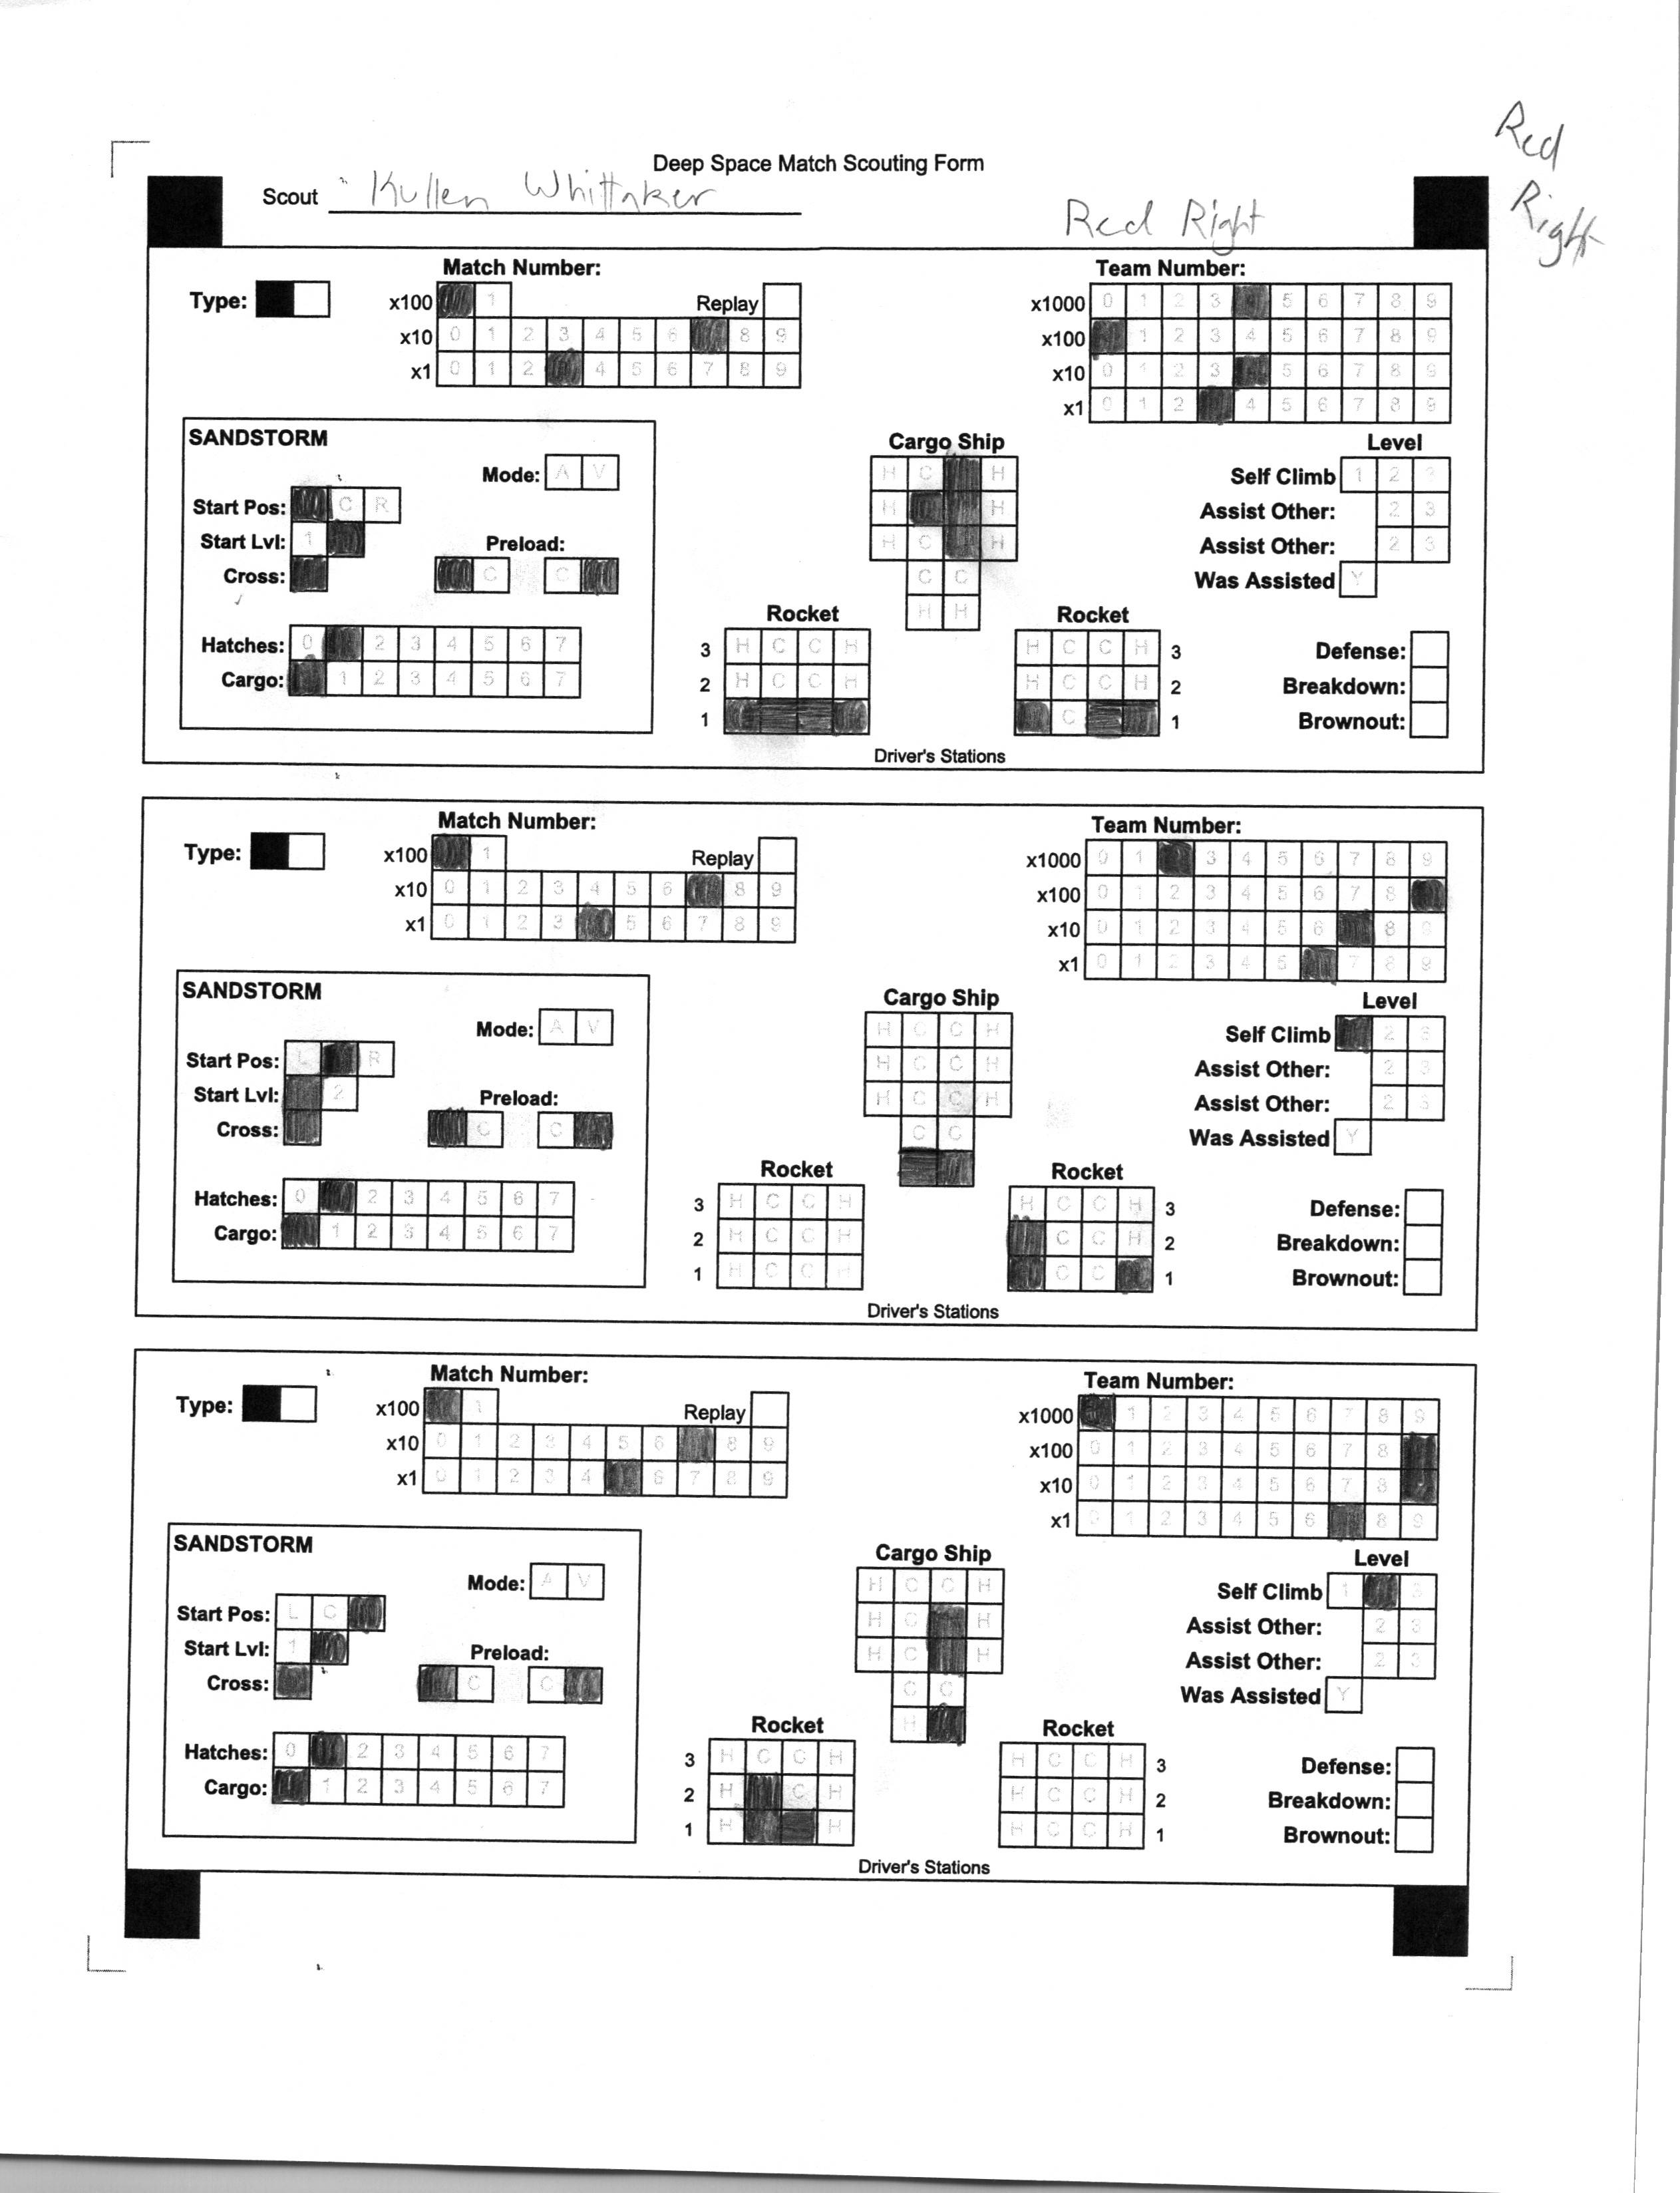 Red
Right
Deep Space Match Scouting Form
Scout Kullen Whittaker
Red Right
Match Number: Team Number:
Type: x100 1 Replay x1000 0 1 2 3 5 6 7 8 9
x10 0 1 2 3 4 5 6 8 9 x100 1 2 3 4 5 6 7 8 9
x1 0 1 2 4 5 6 7 8 9 x10 0 1 2 3 5 6 7 8 9
x1 0 1 2 4 5 6 7 8 9
SANDSTORM Cargo Ship Level
Mode: A V H C H Self Climb 1 2 3
Start Pos: C R H H Assist Other: 2 3
Start Lvl: 1 Preload: H C H Assist Other: 2 3
Cross: C C C C Was Assisted Y
H H
Rocket Rocket
Hatches: 0 2 3 4 5 6 7 3 H C C H H C C H 3 Defense:
Cargo: 1 2 3 4 5 6 7 2 H C C H H C C H 2 Breakdown:
1 C 1 Brownout:
Driver's Stations
Match Number: Team Number:
Type: x100 1 Replay x1000 0 1 3 4 5 6 7 8 9
x10 0 1 2 3 4 5 6 8 9 x100 0 1 2 3 4 5 6 7 8
x1 0 1 2 3 5 6 7 8 9 x10 0 1 2 3 4 5 6 8 9
x1 0 1 2 3 4 5 7 8 9
SANDSTORM Cargo Ship Level
Mode: A V H C C H Self Climb 2 3
Start Pos: L R H C C H Assist Other: 2 3
Start Lvl: 2 Preload: H C C H Assist Other: 2 3
Cross: C C C C Was Assisted Y
Rocket Rocket
Hatches: 0 2 3 4 5 6 7 3 H C C H H C C H 3 Defense:
Cargo: 1 2 3 4 5 6 7 2 H C C H C C H 2 Breakdown:
1 H C C H C C 1 Brownout:
Driver's Stations
Match Number: Team Number:
Type: x100 1 Replay x1000 1 2 3 4 5 6 7 8 9
x10 0 1 2 3 4 5 6 8 9 x100 0 1 2 3 4 5 6 7 8
x1 0 1 2 3 4 6 7 8 9 x10 0 1 2 3 4 5 6 7 8
x1 0 1 2 3 4 5 6 8 9
SANDSTORM Cargo Ship Level
Mode: A V H C C H Self Climb 1 3
Start Pos: L C H C H Assist Other: 2 3
Start Lvl: 1 Preload: H C H Assist Other: 2 3
Cross: C C C C Was Assisted Y
H
Rocket Rocket
Hatches: 0 2 3 4 5 6 7 3 H C C H H C C H 3 Defense:
Cargo: 1 2 3 4 5 6 7 2 H C H H C C H 2 Breakdown:
1 H H H C C H 1 Brownout:
Driver's Stations